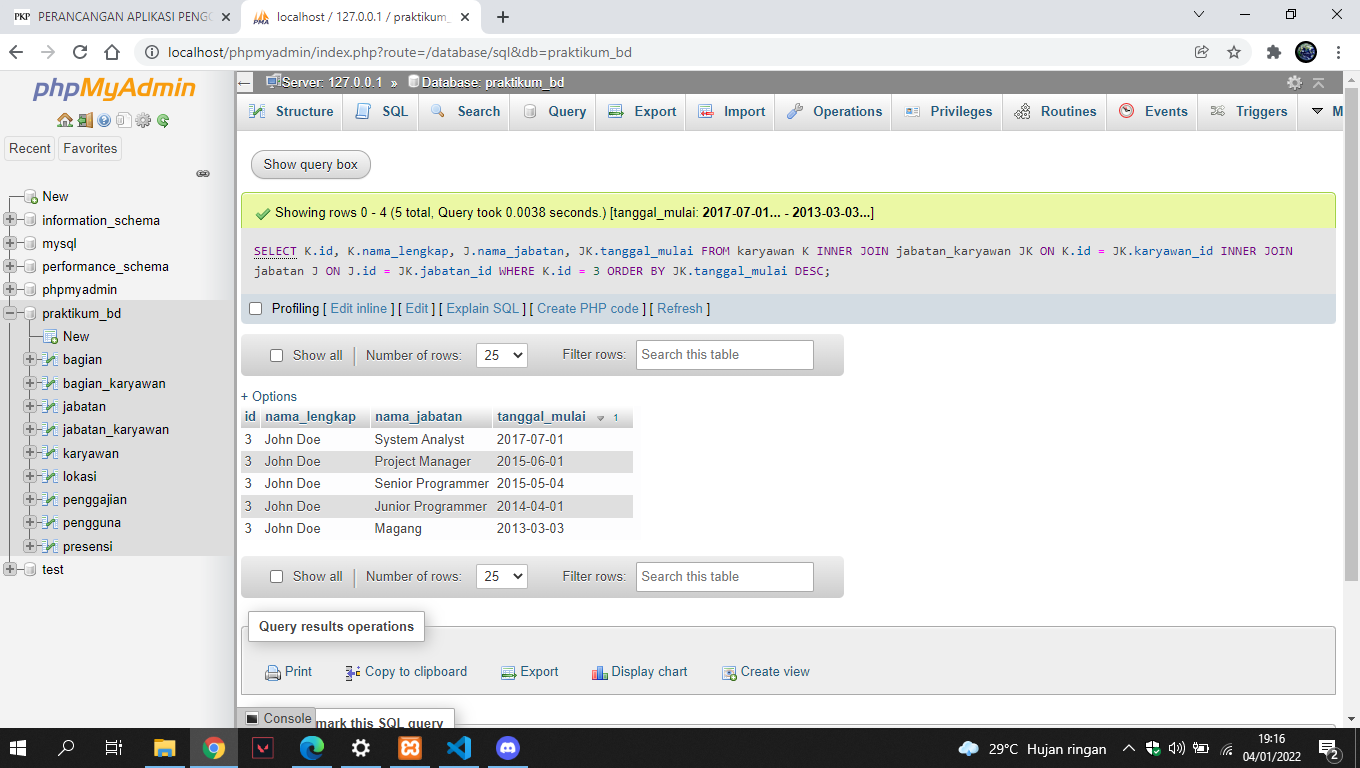 PKP PERANCANGAN APLIKASI PENGG
localhost / 127.0.0.1 / praktikum_
localhost/phpmyadmin/index.php?route=/database/sql&db=praktikum_bd
phpMyAdmin
Recent Favorites
New
information_schema
mysql
performance_schema
phpmyadmin
praktikum_bd
New
bagian
bagian_karyawan
jabatan
jabatan_karyawan
karyawan
lokasi
penggajian
pengguna
presensi
test
Server: 127.0.0.1 » Database: praktikum_bd
Structure SQL Search Query Export Import Operations Privileges Routines Events Triggers M
Show query box
Showing rows 0 - 4 (5 total, Query took 0.0038 seconds.) [tanggal_mulai: 2017-07-01... - 2013-03-03...]
SELECT K.id, K.nama_lengkap, J.nama_jabatan, JK.tanggal_mulai FROM karyawan K INNER JOIN jabatan_karyawan JK ON K.id = JK.karyawan_id INNER JOIN
jabatan J ON J.id = JK.jabatan_id WHERE K.id = 3 ORDER BY JK.tanggal_mulai DESC;
Profiling [ Edit inline ] [ Edit ] [ Explain SQL ] [ Create PHP code ] [ Refresh ]
Show all Number of rows: 25 Filter rows: Search this table
+ Options
id nama_lengkap nama_jabatan tanggal_mulai 1
3 John Doe System Analyst 2017-07-01
3 John Doe Project Manager 2015-06-01
3 John Doe Senior Programmer 2015-05-04
3 John Doe Junior Programmer 2014-04-01
3 John Doe Magang 2013-03-03
Show all Number of rows: 25 Filter rows: Search this table
Query results operations
Print Copy to clipboard Export Display chart Create view
Console mark this SQL query
29°C Hujan ringan
19:16
04/01/2022
2